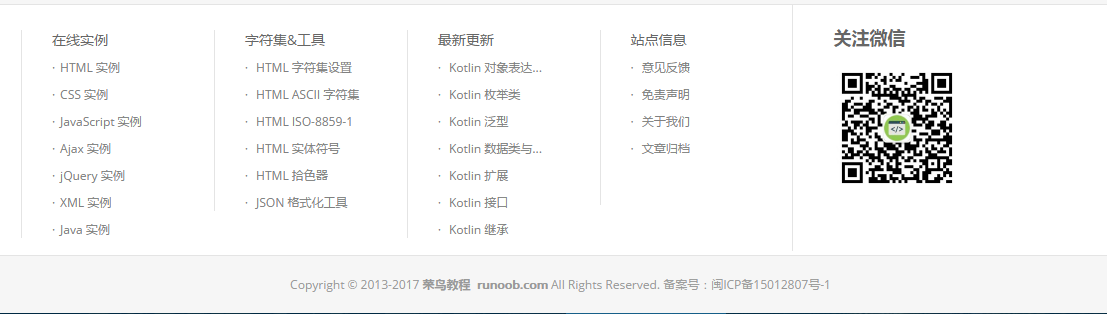 在线实例
· HTML 实例
· CSS 实例
· JavaScript 实例
· Ajax 实例
· jQuery 实例
· XML 实例
· Java 实例
字符集&工具
· HTML 字符集设置
· HTML ASCII 字符集
· HTML ISO-8859-1
· HTML 实体符号
· HTML 拾色器
· JSON 格式化工具
最新更新
· Kotlin 对象表达...
· Kotlin 枚举类
· Kotlin 泛型
· Kotlin 数据类与...
· Kotlin 扩展
· Kotlin 接口
· Kotlin 继承
站点信息
· 意见反馈
· 免责声明
· 关于我们
· 文章归档
关注微信
</>
Copyright © 2013-2017 菜鸟教程 runoob.com All Rights Reserved. 备案号：闽ICP备15012807号-1